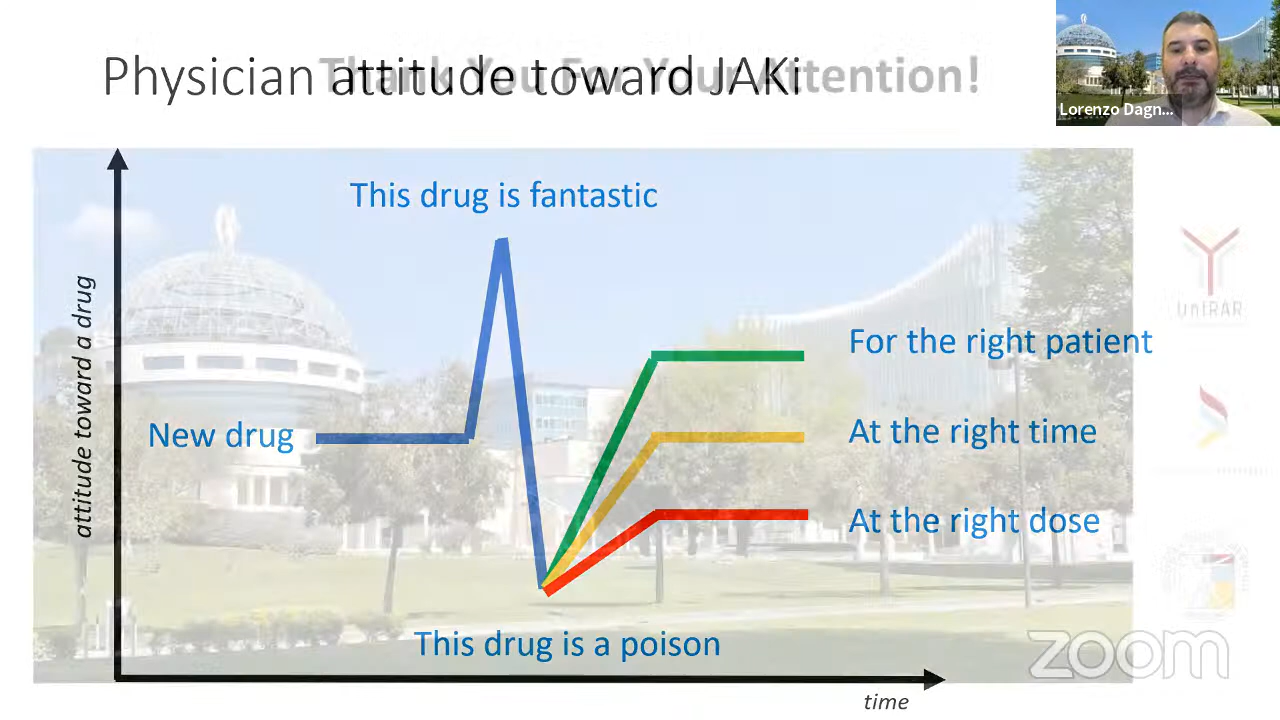 Physician attitude toward JAKi
Thank You For Your Attention!
Lorenzo Dagn...
This drug is fantastic
attitude toward a drug
For the right patient
UnIRAR
New drug
At the right time
At the right dose
This drug is a poison
zoom
time